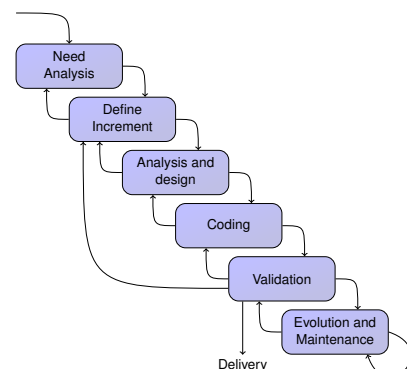 Need
Analysis
Define
Increment
Analysis and
design
Coding
Validation
Evolution and
Maintenance
Delivery